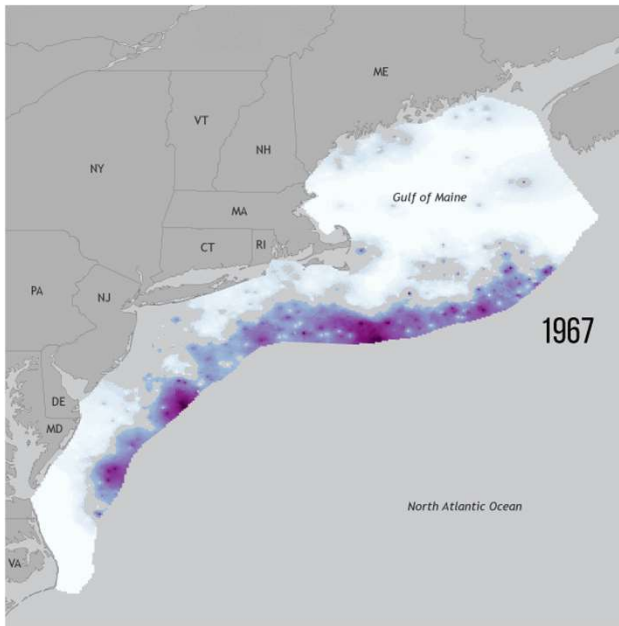 ME
VT
NH
NY
Gulf of Maine
MA
CT
RI
PA
NJ
1967
DE
MD
North Atlantic Ocean
VA